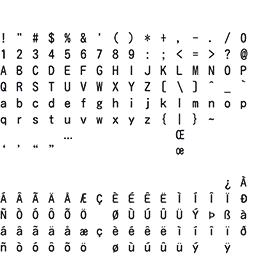 ! " # $ % & ' ( ) * + , - . / 0
1 2 3 4 5 6 7 8 9 : ; < = > ? @
A B C D E F G H I J K L M N O P
Q R S T U V W X Y Z [ \ ] ^ _ `
a b c d e f g h i j k l m n o p
q r s t u v w x y z { | } ~
… Œ
‘ ’ “ ” œ
¿ À
Á Â Ã Ä Å Æ Ç È É Ê Ë Ì Í Î Ï Ð
Ñ Ò Ó Ô Õ Ö Ø Ù Ú Û Ü Ý Þ ß à
á â ã ä å æ ç è é ê ë ì í î ï ð
ñ ò ó ô õ ö ø ù ú û ü ý ÿ